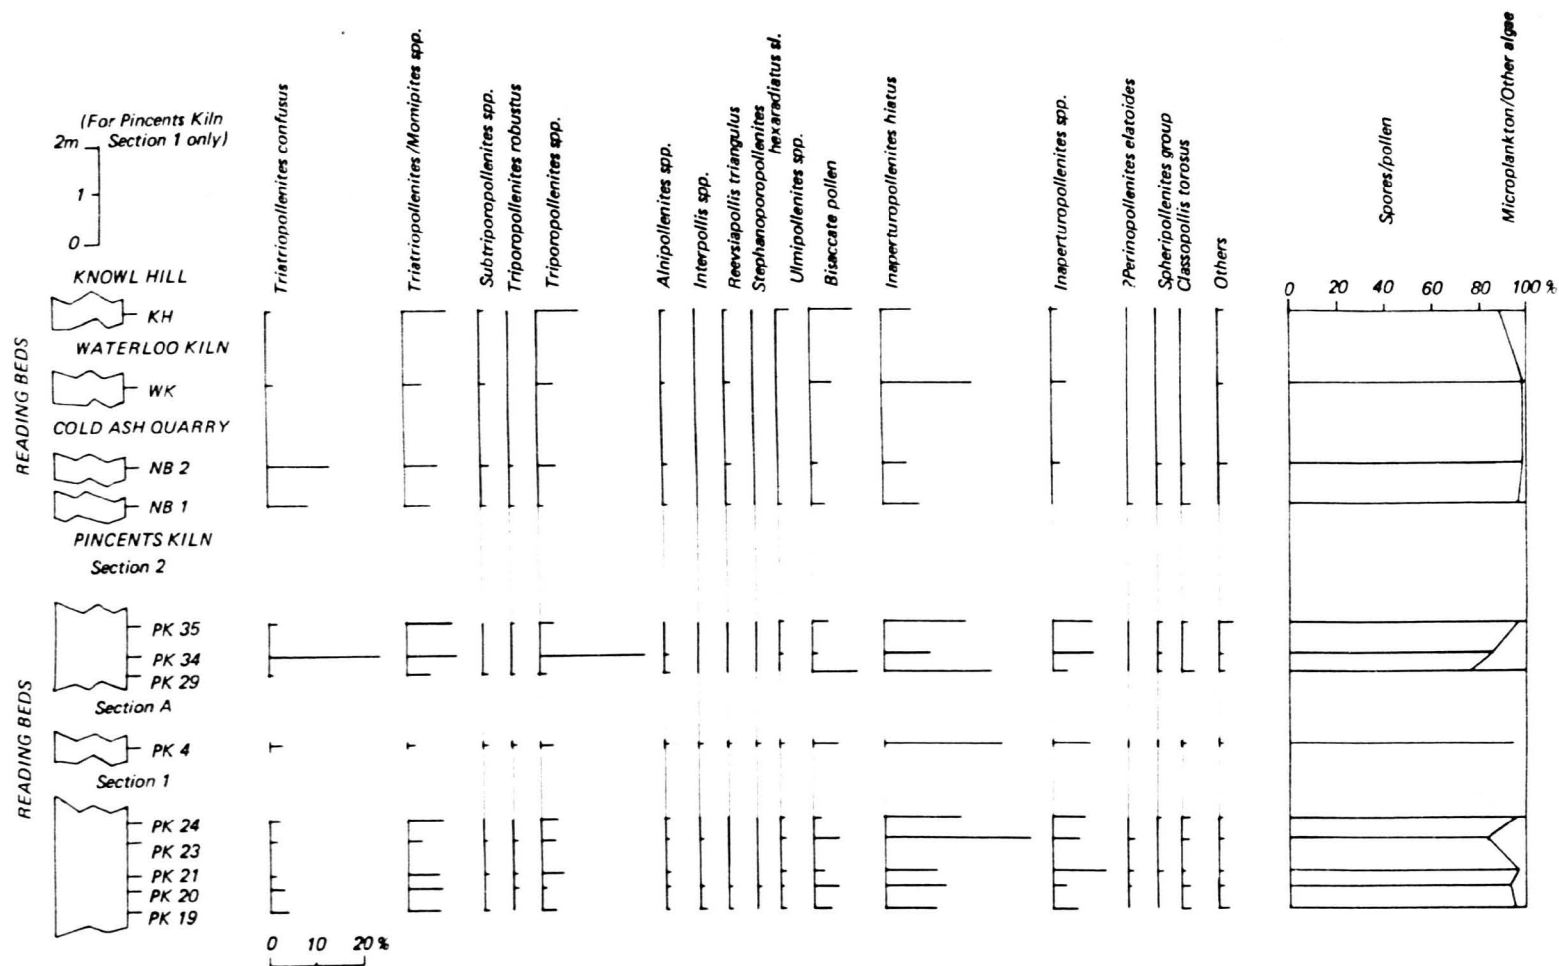 (For Pincents Kiln
Section 1 only)
2m
1
0
Triatriopollenites confusus
Triatriopollenites/Momipites spp.
Subtriporopollenites spp.
Triporopollenites robustus
Triporopollenites spp.
Alnipollenites spp.
Interpollis spp.
Reevsiapollis triangulus
Stephanoporopollenites
hexaradiatus sl.
Ulmipollenites spp.
Bisaccate pollen
Inaperturopollenites hiatus
Inaperturopollenites spp.
?Perinopollenites elatoides
Spheripollenites group
Classopollis torosus
Others
Spores/pollen
Microplankton/Other algae
0 20 40 60 80 100 %
READING BEDS
KNOWL HILL
KH
WATERLOO KILN
WK
COLD ASH QUARRY
NB 2
NB 1
PINCENTS KILN
Section 2
PK 35
PK 34
PK 29
READING BEDS
Section A
PK 4
Section 1
PK 24
PK 23
PK 21
PK 20
PK 19
0 10 20 %